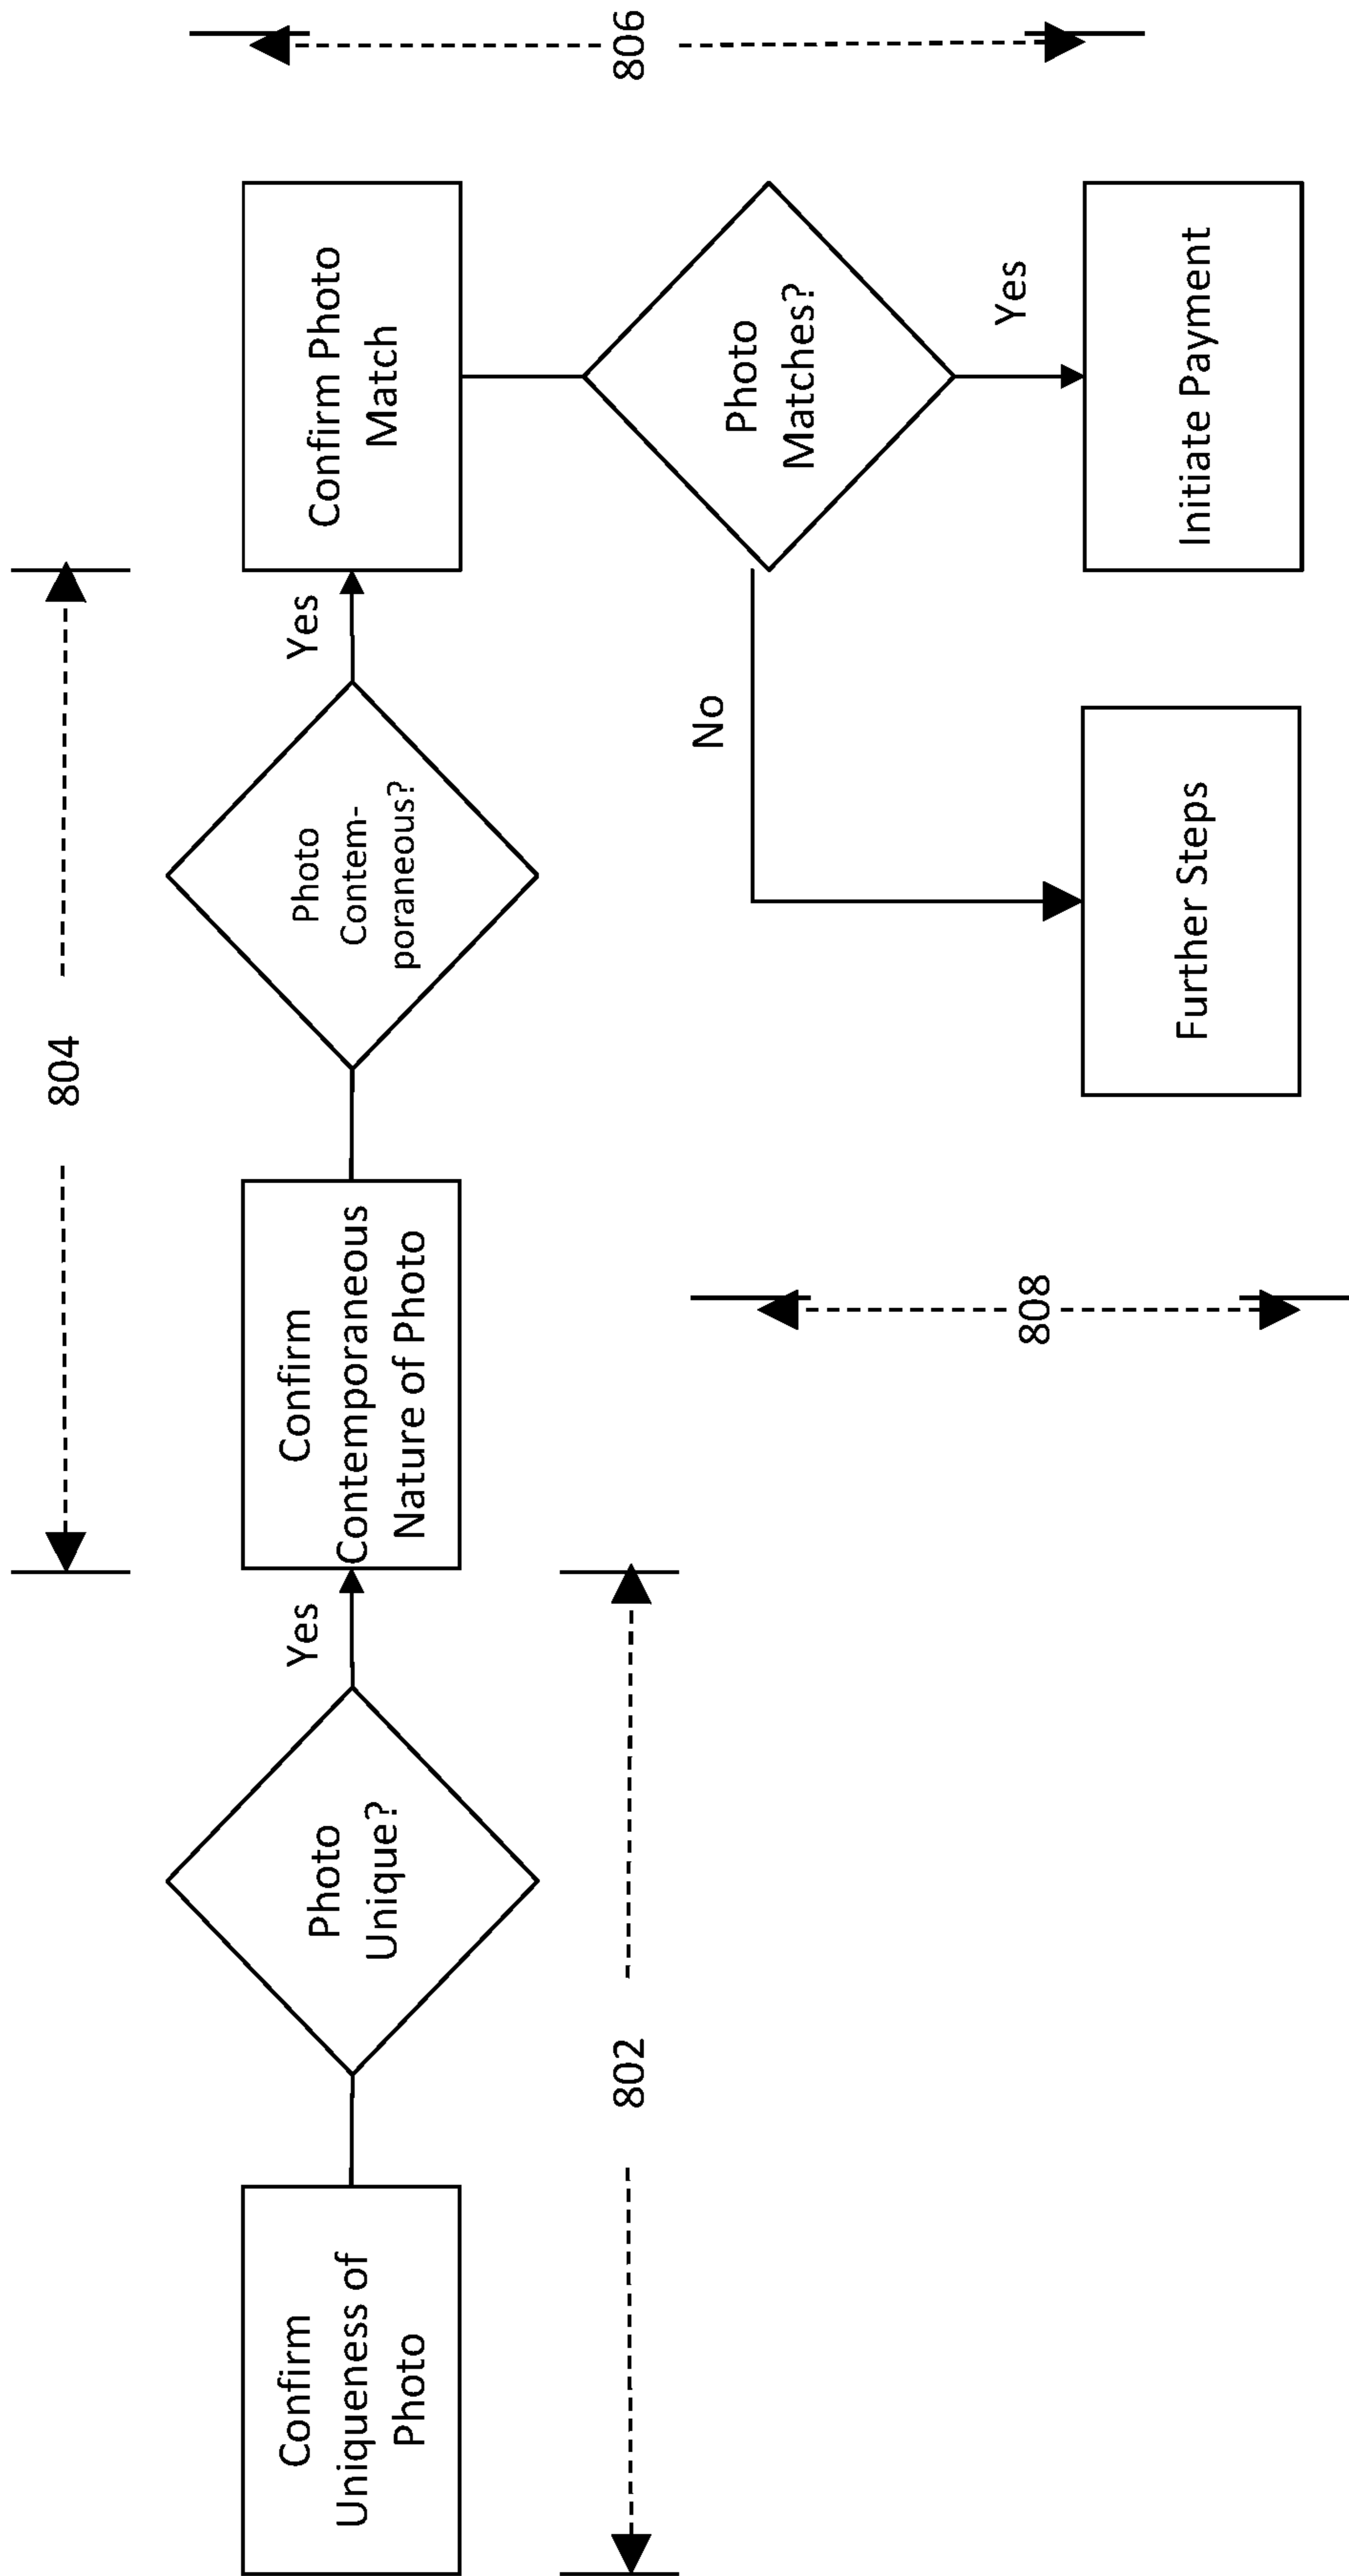 804
Confirm
Uniqueness of
Photo
Photo
Unique?
Yes
Confirm
Contemporaneous
Nature of Photo
Photo
Contem-
poraneous?
Yes
Confirm Photo
Match
802
808
No
Photo
Matches?
Yes
806
Further Steps
Initiate Payment